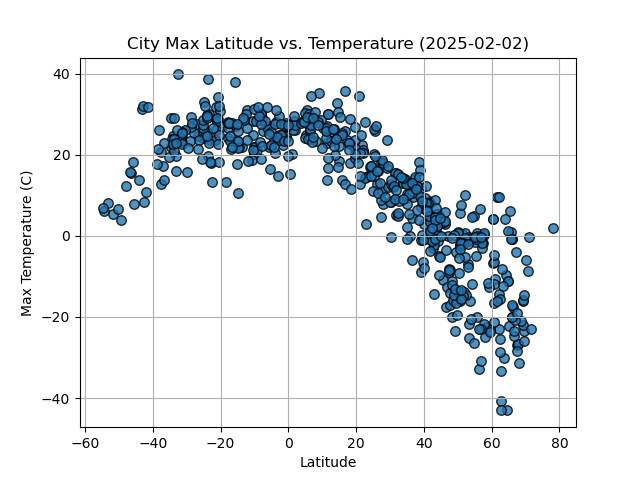 City Max Latitude vs. Temperature (2025-02-02)
40
20
0
−20
−40
Max Temperature (C)
−60 −40 −20 0 20 40 60 80
Latitude